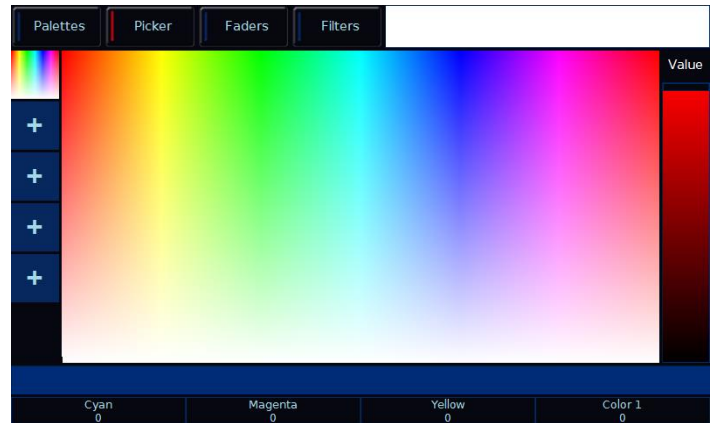 Palettes Picker Faders Filters
Value
+
+
+
+
Cyan Magenta Yellow Color 1
0 0 0 0